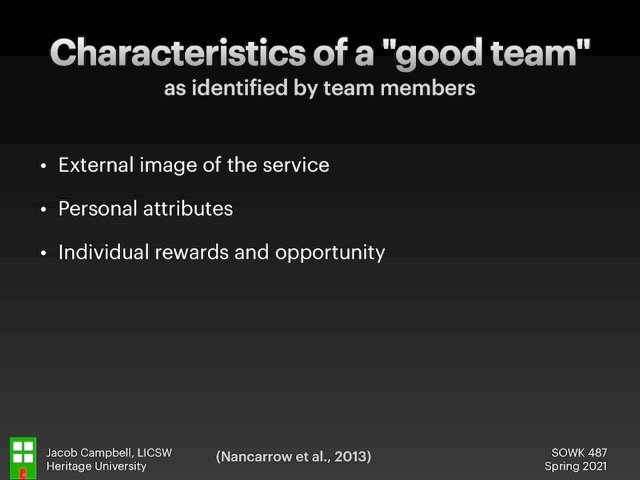 Characteristics of a "good team"
as identified by team members
• External image of the service
• Personal attributes
• Individual rewards and opportunity
Jacob Campbell, LICSW
Heritage University
(Nancarrow et al., 2013)
SOWK 487
Spring 2021